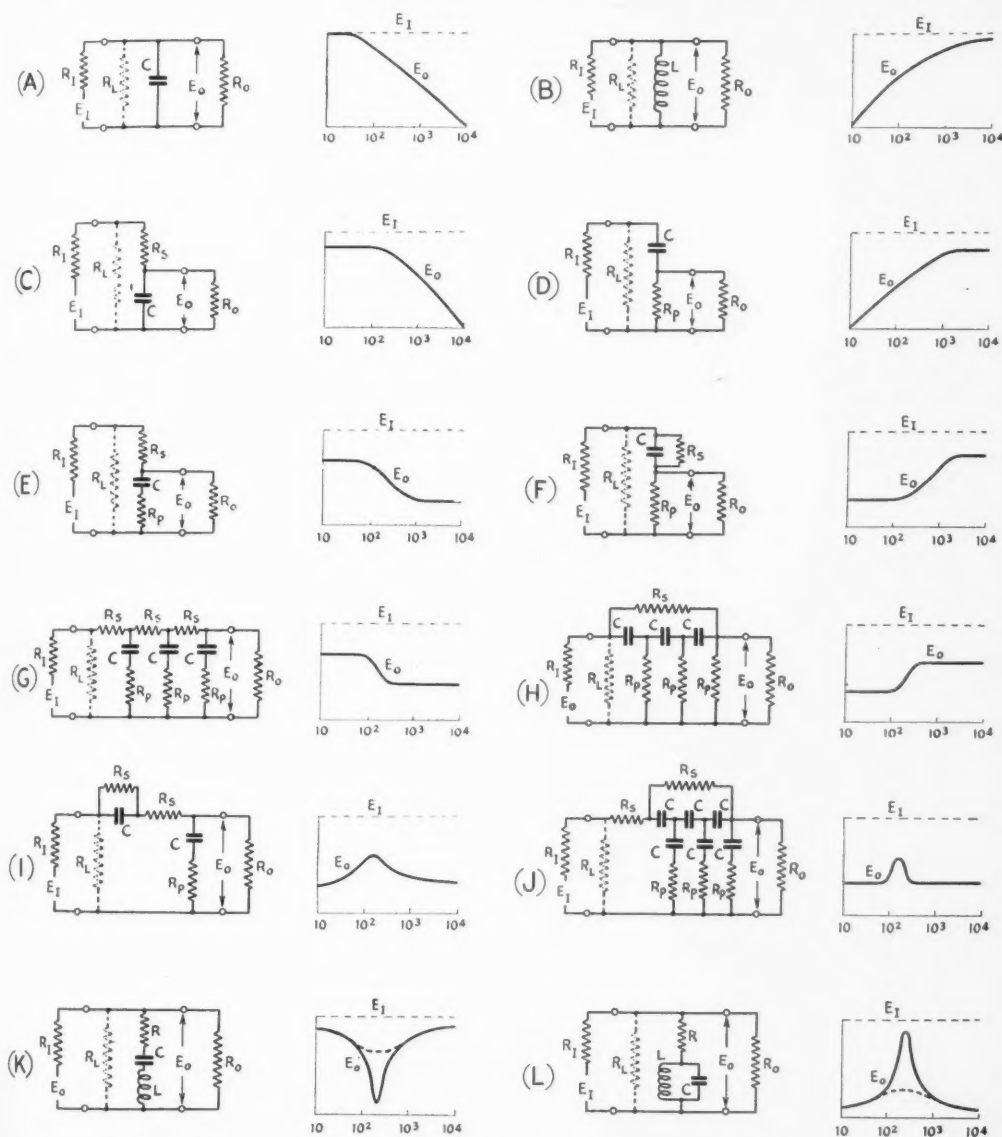 (A)
R_I
E_I
R_L
C
E_o
R_o
E_I
E_o
10 10² 10³ 10⁴
(B)
R_I
E_I
R_L
L
E_o
R_o
E_I
E_o
10 10² 10³ 10⁴
(C)
R_I
E_I
R_L
R_S
C
E_o
R_o
E_I
E_o
10 10² 10³ 10⁴
(D)
R_I
E_I
R_L
C
R_P
E_o
R_o
E_I
E_o
10 10² 10³ 10⁴
(E)
R_I
E_I
R_L
R_S
C
R_P
E_o
R_o
E_I
E_o
10 10² 10³ 10⁴
(F)
R_I
E_I
R_L
C
R_S
R_P
E_o
R_o
E_I
E_o
10 10² 10³ 10⁴
(G)
R_S R_S R_S
R_I
E_I
R_L
C C C
R_P R_P R_P
E_o
R_o
E_I
E_o
10 10² 10³ 10⁴
(H)
R_S
C C C
R_I
E_o
R_L
R_P R_P R_P
E_o
R_o
E_I
E_o
10 10² 10³ 10⁴
(I)
R_S
C
R_S
R_I
E_I
R_L
C
R_P
E_o
R_o
E_I
E_o
10 10² 10³ 10⁴
(J)
R_S
R_S
C C C
R_I
E_I
R_L
C C C
R_P R_P R_P
E_o
R_o
E_I
E_o
10 10² 10³ 10⁴
(K)
R_I
E_o
R_L
R
C
L
E_o
R_o
E_I
E_o
10 10² 10³ 10⁴
(L)
R_I
E_I
R_L
R
L
C
E_o
R_o
E_I
E_o
10 10² 10³ 10⁴